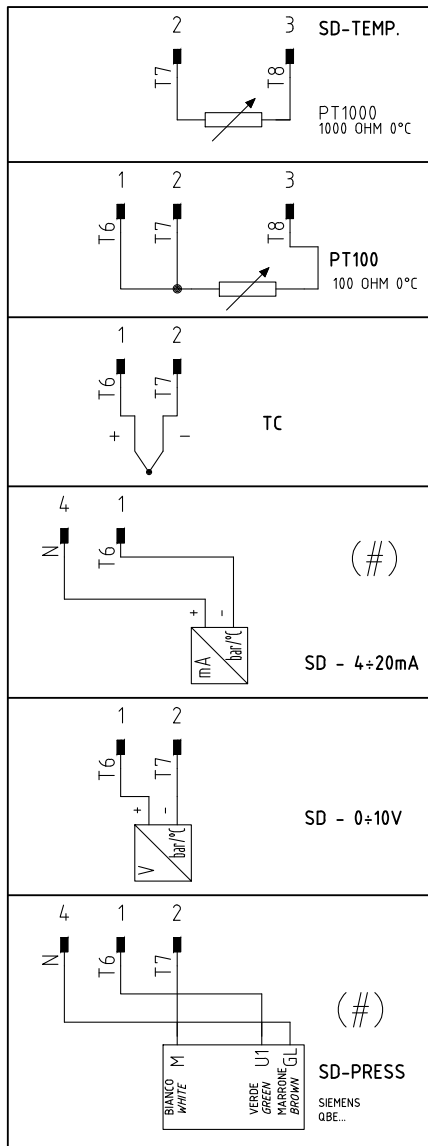 2 3 SD-TEMP.
T7 T8
PT1000
1000 OHM 0°C
1 2 3
T6 T7 T8
PT100
100 OHM 0°C
1 2
T6 T7
+ -
TC
4 1
N T6
(#)
+ -
mA bar/°C
SD - 4÷20mA
1 2
T6 T7
+ -
V bar/°C
SD - 0÷10V
4 1 2
N T6 T7
(#)
M U1 GL
BIANCO VERDE MARRONE
WHITE GREEN BROWN
SD-PRESS
SIEMENS
QBE...